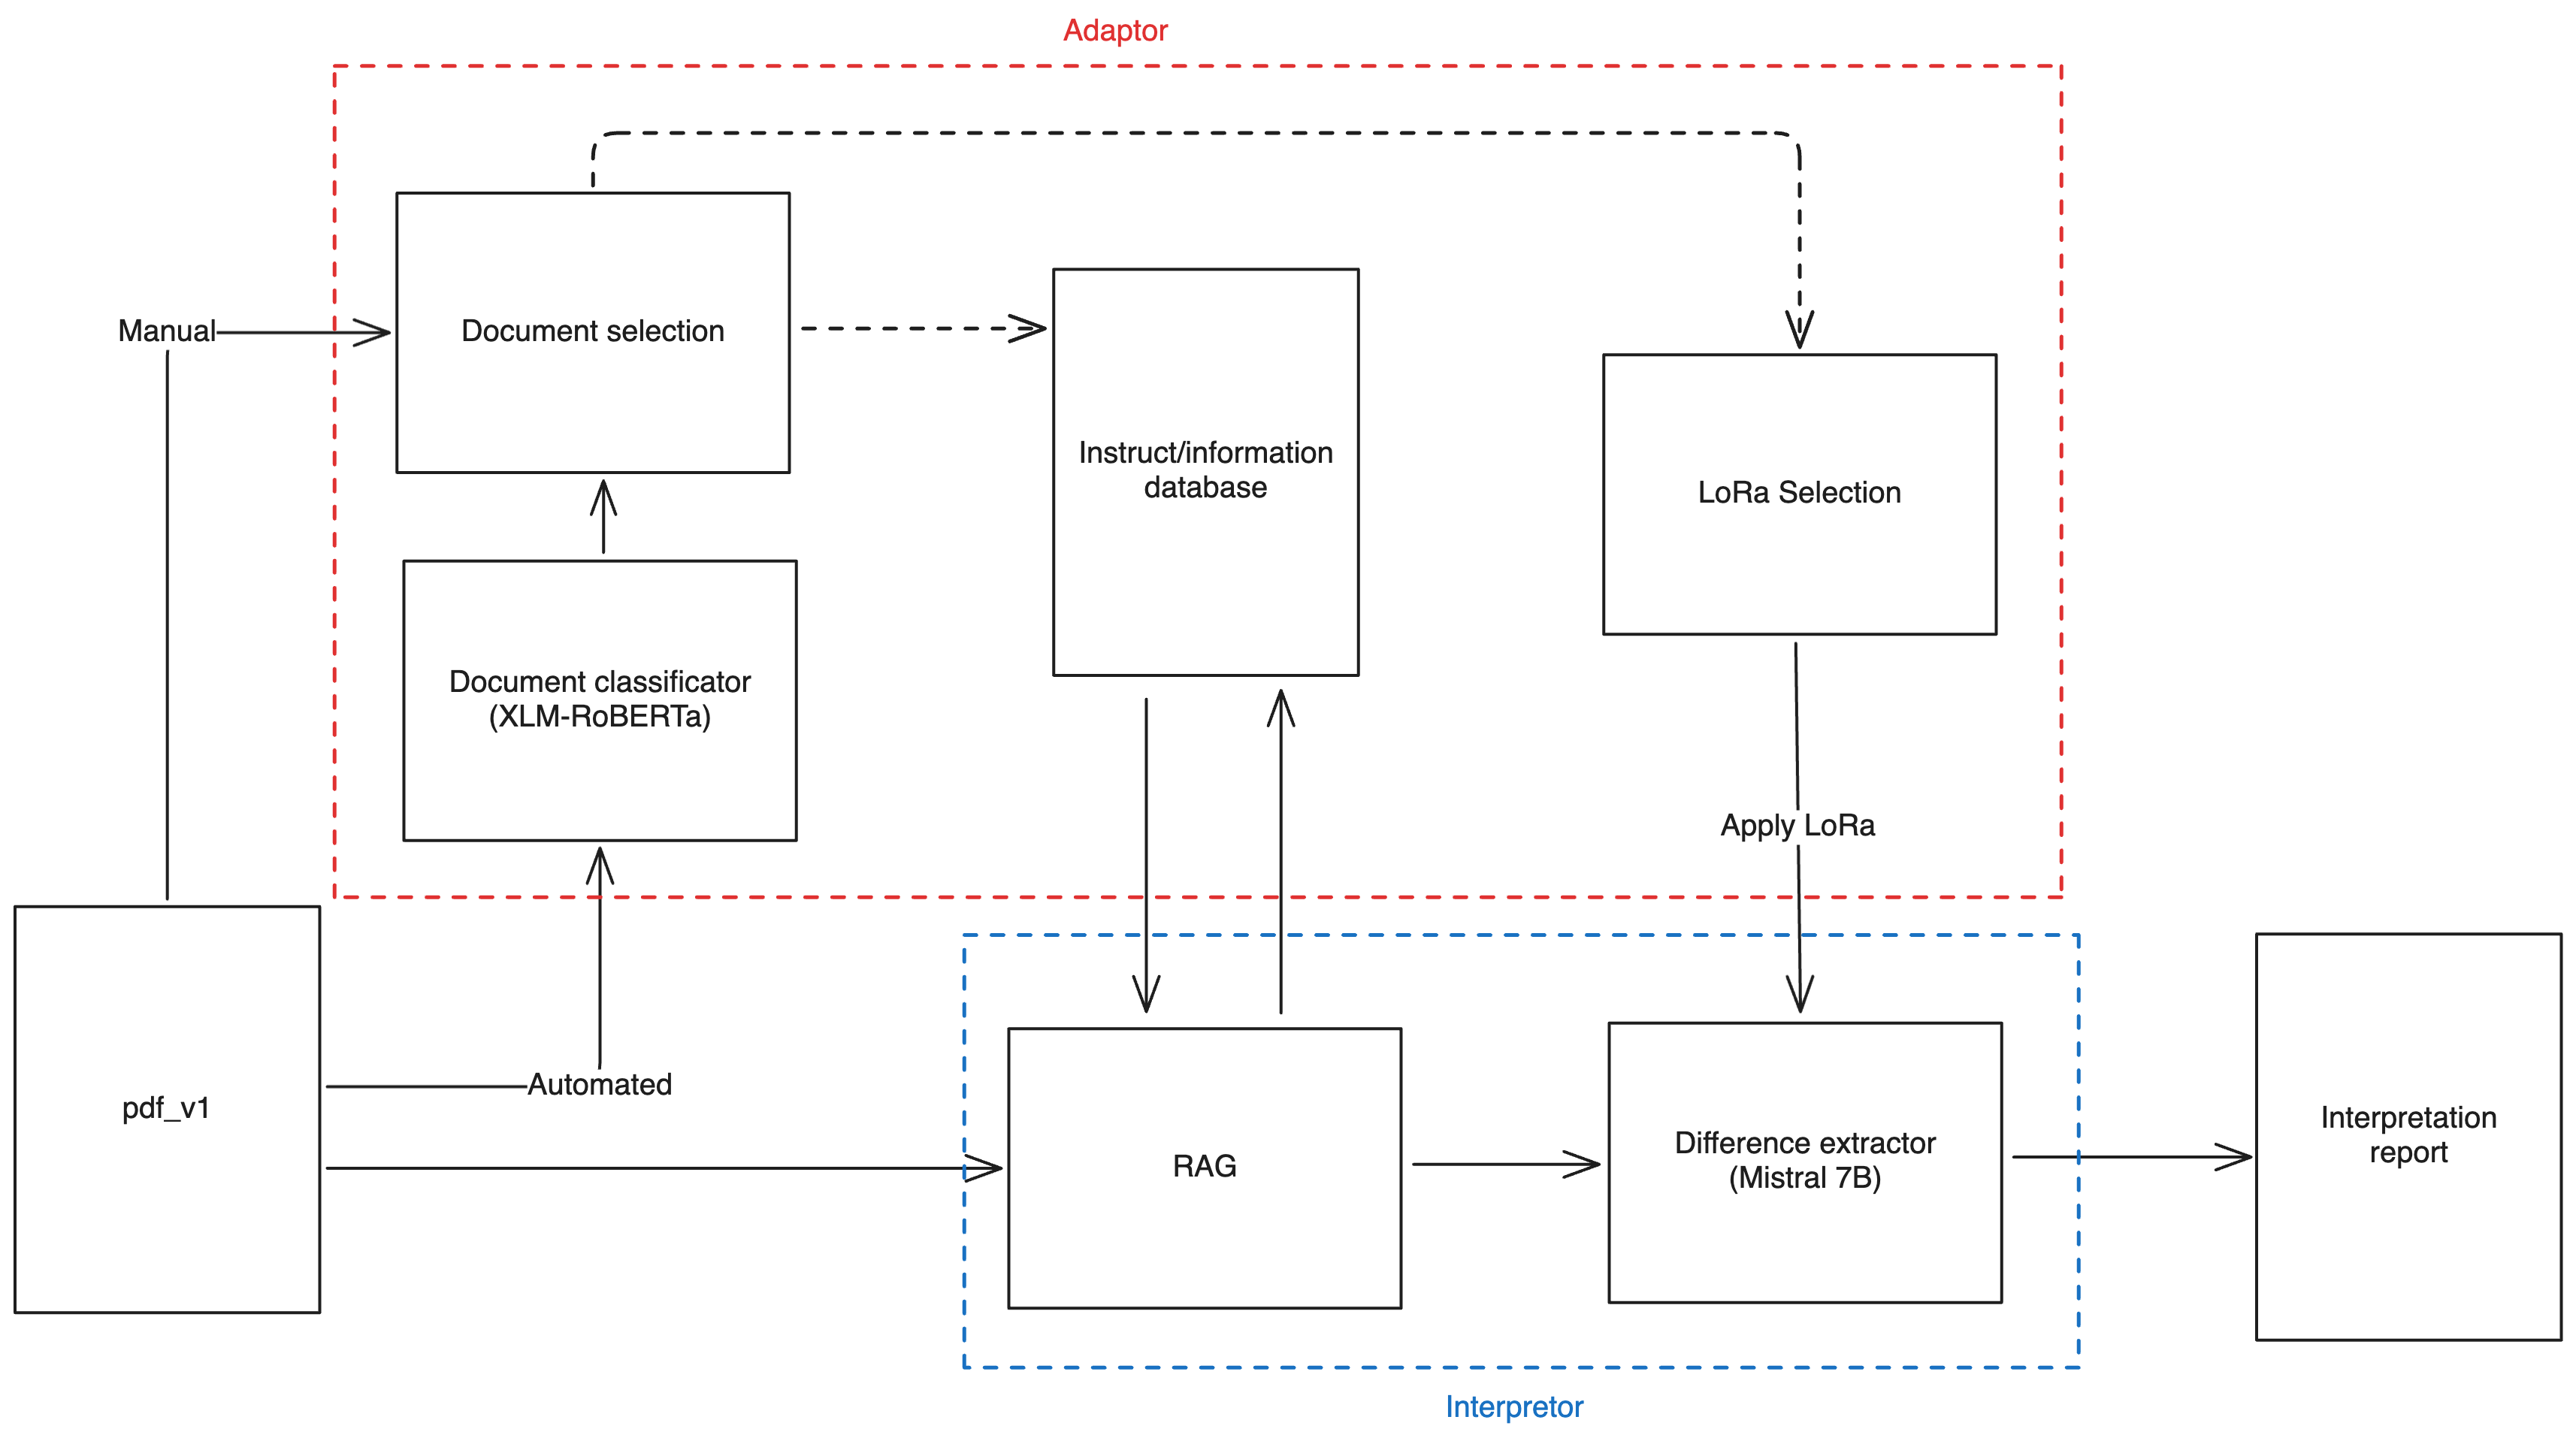 Adaptor
Manual
Document selection
Instruct/information
database
LoRa Selection
Document classificator
(XLM-RoBERTa)
Apply LoRa
Automated
pdf_v1
RAG
Difference extractor
(Mistral 7B)
Interpretation
report
Interpretor